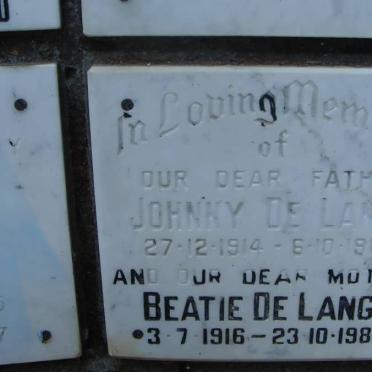 In Loving Mem
of
OUR DEAR FATH
JOHNNY DE LAN
27·12·1914 - 6·10·19
AND OUR DEAR MOT
BEATIE DE LANG
3·7·1916 — 23·10·198